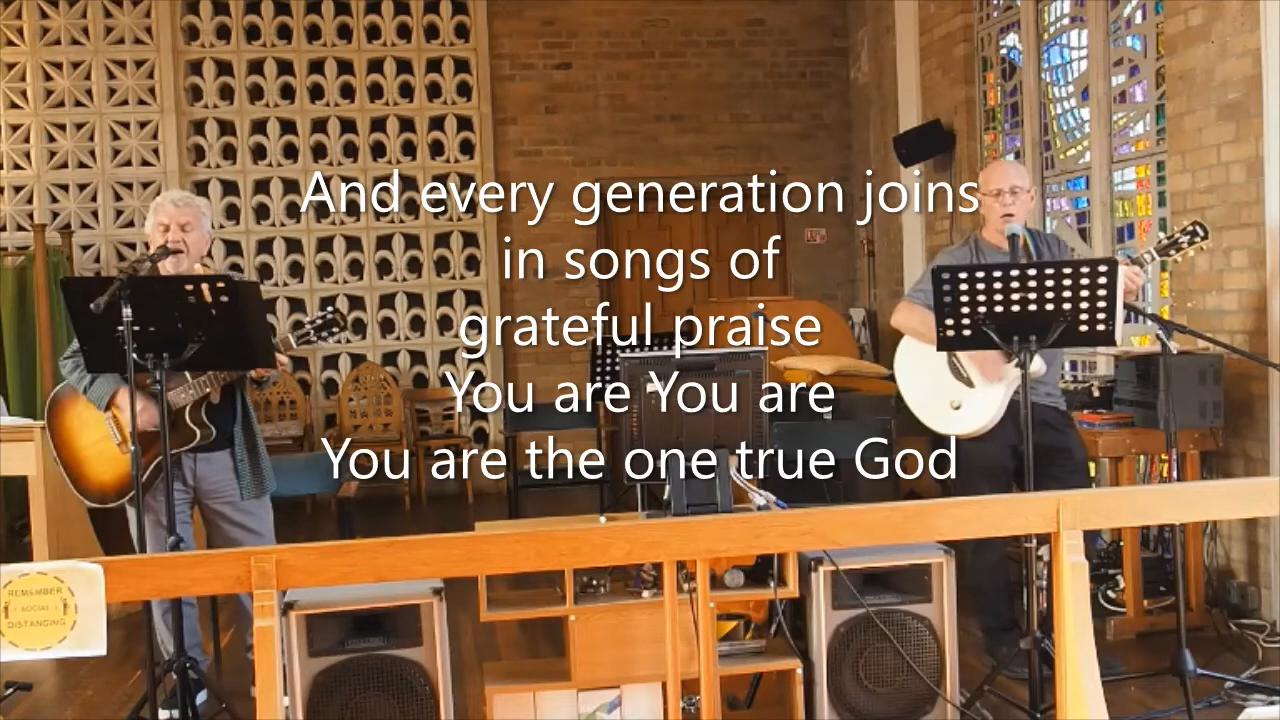 And every generation joins
in songs of
grateful praise
You are You are
You are the one true God
REMEMBER
SOCIAL
DISTANCING